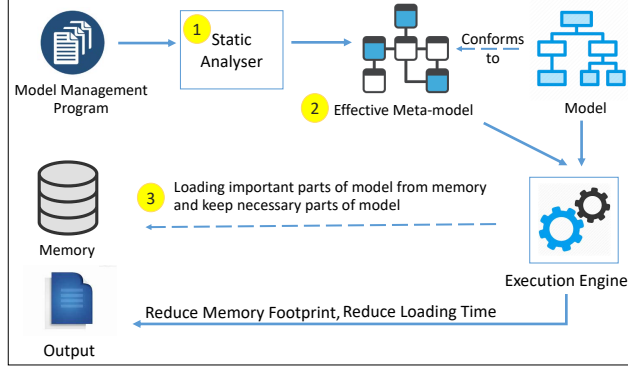 1
Static
Analyser
Model Management
Program
Conforms
to
2
Effective Meta-model
Model
3
Loading important parts of model from memory
and keep necessary parts of model
Memory
Execution Engine
Reduce Memory Footprint, Reduce Loading Time
Output